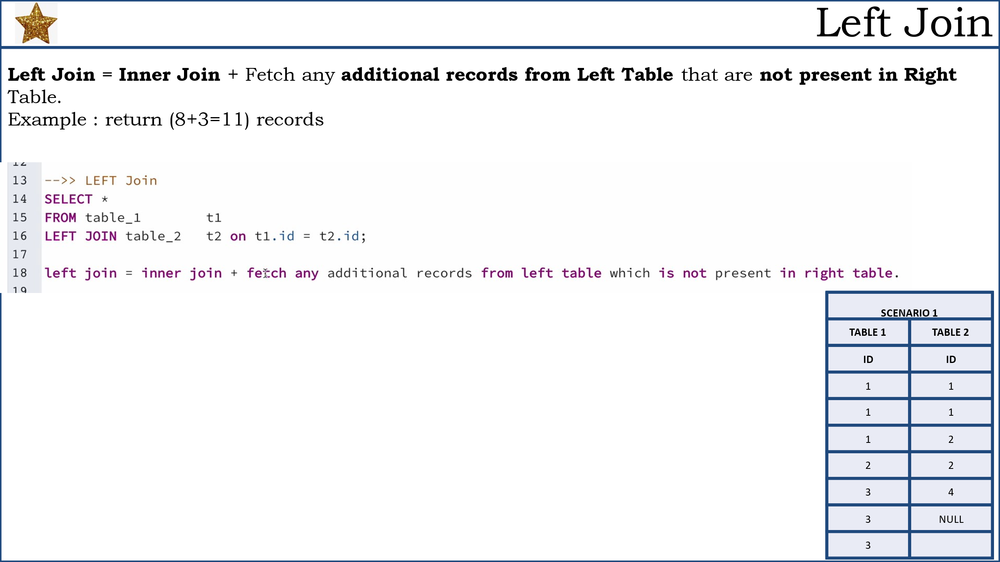 Left Join
Left Join = Inner Join + Fetch any additional records from Left Table that are not present in Right
Table.
Example : return (8+3=11) records
12
13 -->> LEFT Join
14 SELECT *
15 FROM table_1 t1
16 LEFT JOIN table_2 t2 on t1.id = t2.id;
17
18 left join = inner join + fetch any additional records from left table which is not present in right table.
19
SCENARIO 1
TABLE 1 TABLE 2
ID ID
1 1
1 1
1 2
2 2
3 4
3 NULL
3